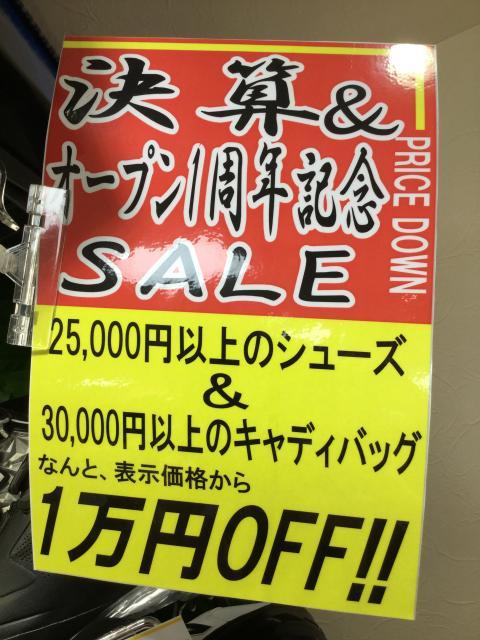 決算&
オープン1周年記念
SALE
PRICE DOWN
25,000円以上のシューズ
&
30,000円以上のキャディバッグ
なんと、表示価格から
1万円OFF!!